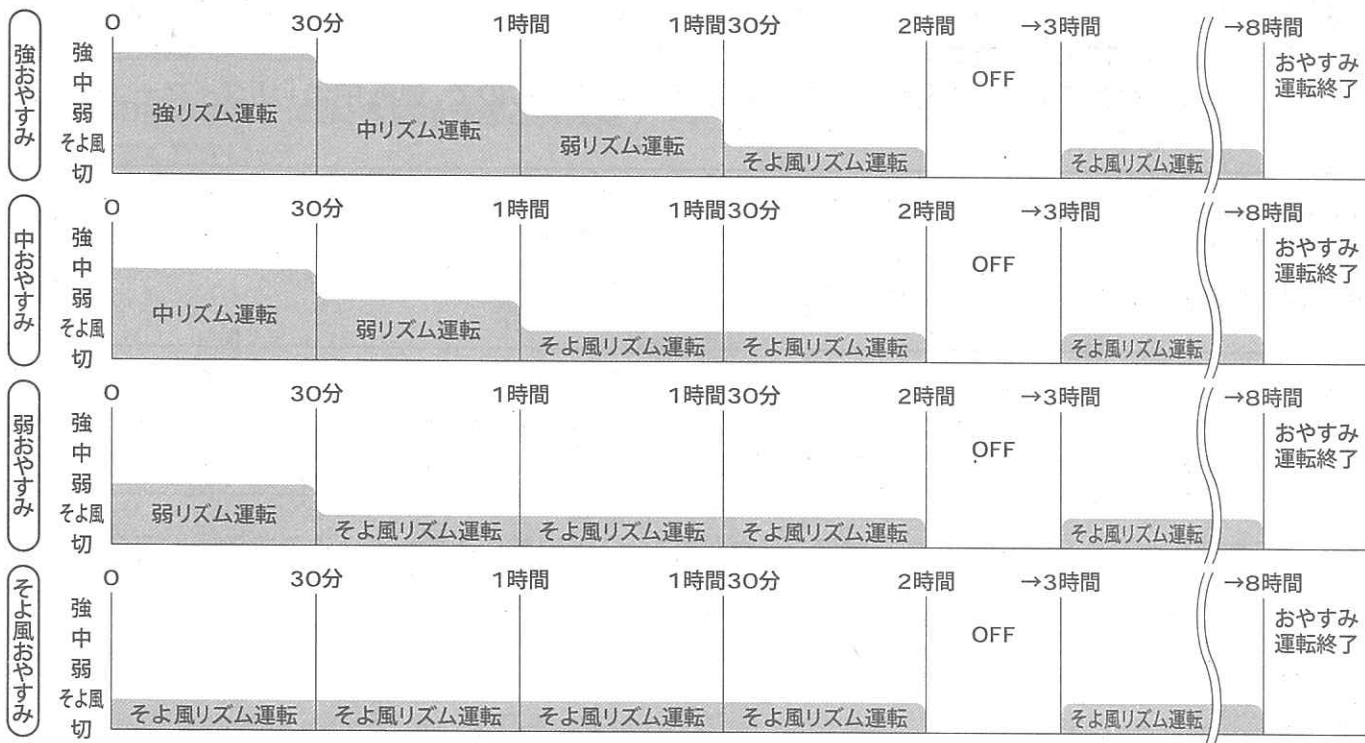 強おやすみ
0 30分 1時間 1時間30分 2時間 →3時間 →8時間
強
中
弱
そよ風
切
強リズム運転
中リズム運転
弱リズム運転
そよ風リズム運転
OFF
そよ風リズム運転
おやすみ
運転終了
中おやすみ
0 30分 1時間 1時間30分 2時間 →3時間 →8時間
強
中
弱
そよ風
切
中リズム運転
弱リズム運転
そよ風リズム運転
そよ風リズム運転
OFF
そよ風リズム運転
おやすみ
運転終了
弱おやすみ
0 30分 1時間 1時間30分 2時間 →3時間 →8時間
強
中
弱
そよ風
切
弱リズム運転
そよ風リズム運転
そよ風リズム運転
そよ風リズム運転
OFF
そよ風リズム運転
おやすみ
運転終了
そよ風おやすみ
0 30分 1時間 1時間30分 2時間 →3時間 →8時間
強
中
弱
そよ風
切
そよ風リズム運転
そよ風リズム運転
そよ風リズム運転
そよ風リズム運転
OFF
そよ風リズム運転
おやすみ
運転終了